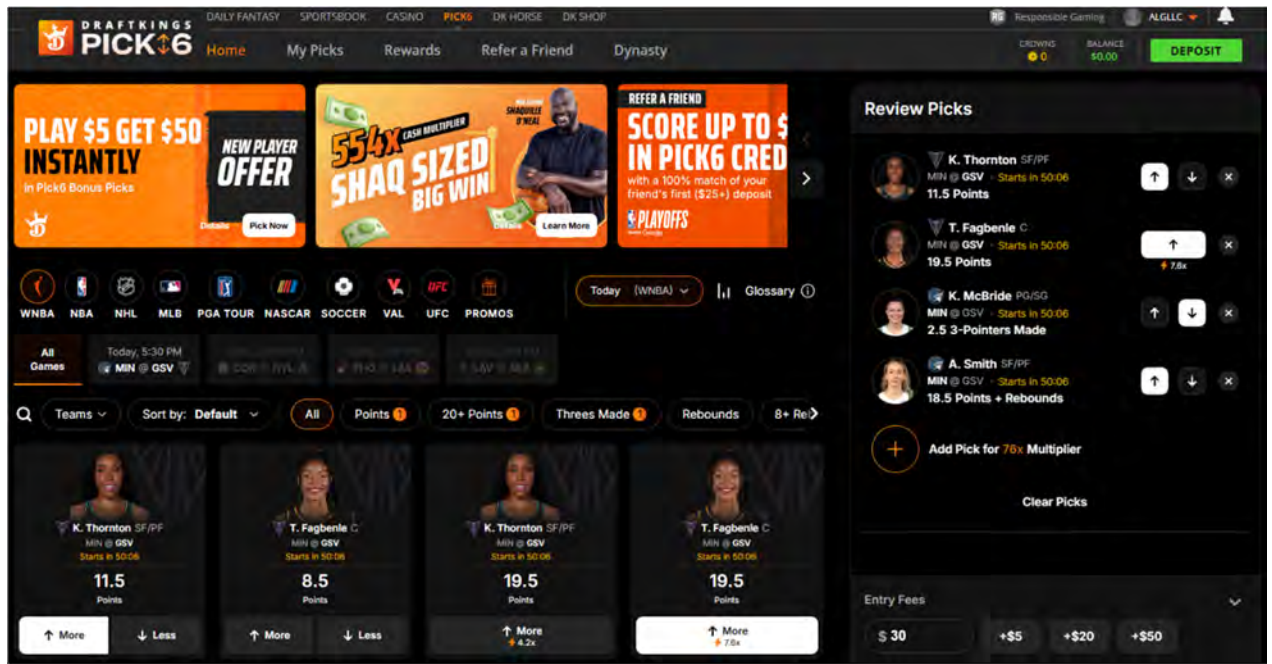 DAILY FANTASY SPORTSBOOK CASINO PICK6 DK HORSE DK SHOP
RG Responsible Gaming ALGLLC
DRAFTKINGS
PICK6
Home My Picks Rewards Refer a Friend Dynasty
CROWNS 0
BALANCE $0.00
DEPOSIT
PLAY $5 GET $50
INSTANTLY
in Pick6 Bonus Picks
NEW PLAYER
OFFER
Details
Pick Now
SHAQUILLE
O'NEAL
554X CASH MULTIPLIER
SHAQ SIZED
BIG WIN
Details
Learn More
REFER A FRIEND
SCORE UP TO $
IN PICK6 CRED
with a 100% match of your
friend's first ($25+) deposit
PLAYOFFS
WNBA NBA NHL MLB PGA TOUR NASCAR SOCCER VAL UFC PROMOS
Today (WNBA)
Glossary
All
Games
Today, 5:30 PM
MIN @ GSV
Teams
Sort by: Default
All
Points 1
20+ Points 1
Threes Made 1
Rebounds
8+ Re
K. Thornton SF/PF
MIN @ GSV
Starts in 50:06
11.5
Points
↑ More ↓ Less
T. Fagbenle C
MIN @ GSV
Starts in 50:06
8.5
Points
↑ More ↓ Less
K. Thornton SF/PF
MIN @ GSV
Starts in 50:06
19.5
Points
↑ More
4.2x
T. Fagbenle C
MIN @ GSV
Starts in 50:06
19.5
Points
↑ More
7.6x
Review Picks
K. Thornton SF/PF
MIN @ GSV · Starts in 50:06
11.5 Points
T. Fagbenle C
MIN @ GSV · Starts in 50:06
19.5 Points
7.6x
K. McBride PG/SG
MIN @ GSV · Starts in 50:06
2.5 3-Pointers Made
A. Smith SF/PF
MIN @ GSV · Starts in 50:06
18.5 Points + Rebounds
Add Pick for 76x Multiplier
Clear Picks
Entry Fees
$ 30
+$5 +$20 +$50